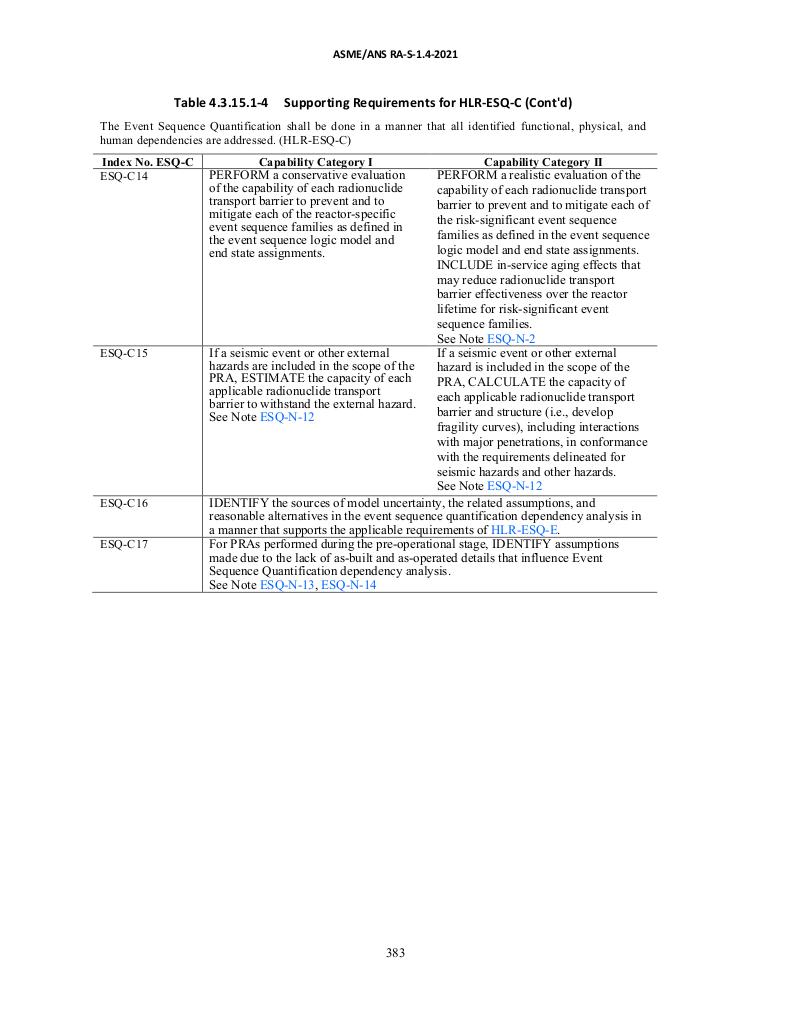 ASME/ANS RA-S-1.4-2021
Table 4.3.15.1-4 Supporting Requirements for HLR-ESQ-C (Cont'd)
The Event Sequence Quantification shall be done in a manner that all identified functional, physical, and
human dependencies are addressed. (HLR-ESQ-C)
Index No. ESQ-C Capability Category I Capability Category II
ESQ-C14
PERFORM a conservative evaluation
of the capability of each radionuclide
transport barrier to prevent and to
mitigate each of the reactor-specific
event sequence families as defined in
the event sequence logic model and
end state assignments.
PERFORM a realistic evaluation of the
capability of each radionuclide transport
barrier to prevent and to mitigate each of
the risk-significant event sequence
families as defined in the event sequence
logic model and end state assignments.
INCLUDE in-service aging effects that
may reduce radionuclide transport
barrier effectiveness over the reactor
lifetime for risk-significant event
sequence families.
See Note ESQ-N-2
ESQ-C15
If a seismic event or other external
hazards are included in the scope of the
PRA, ESTIMATE the capacity of each
applicable radionuclide transport
barrier to withstand the external hazard.
See Note ESQ-N-12
If a seismic event or other external
hazard is included in the scope of the
PRA, CALCULATE the capacity of
each applicable radionuclide transport
barrier and structure (i.e., develop
fragility curves), including interactions
with major penetrations, in conformance
with the requirements delineated for
seismic hazards and other hazards.
See Note ESQ-N-12
ESQ-C16
IDENTIFY the sources of model uncertainty, the related assumptions, and
reasonable alternatives in the event sequence quantification dependency analysis in
a manner that supports the applicable requirements of HLR-ESQ-E.
ESQ-C17
For PRAs performed during the pre-operational stage, IDENTIFY assumptions
made due to the lack of as-built and as-operated details that influence Event
Sequence Quantification dependency analysis.
See Note ESQ-N-13, ESQ-N-14
383